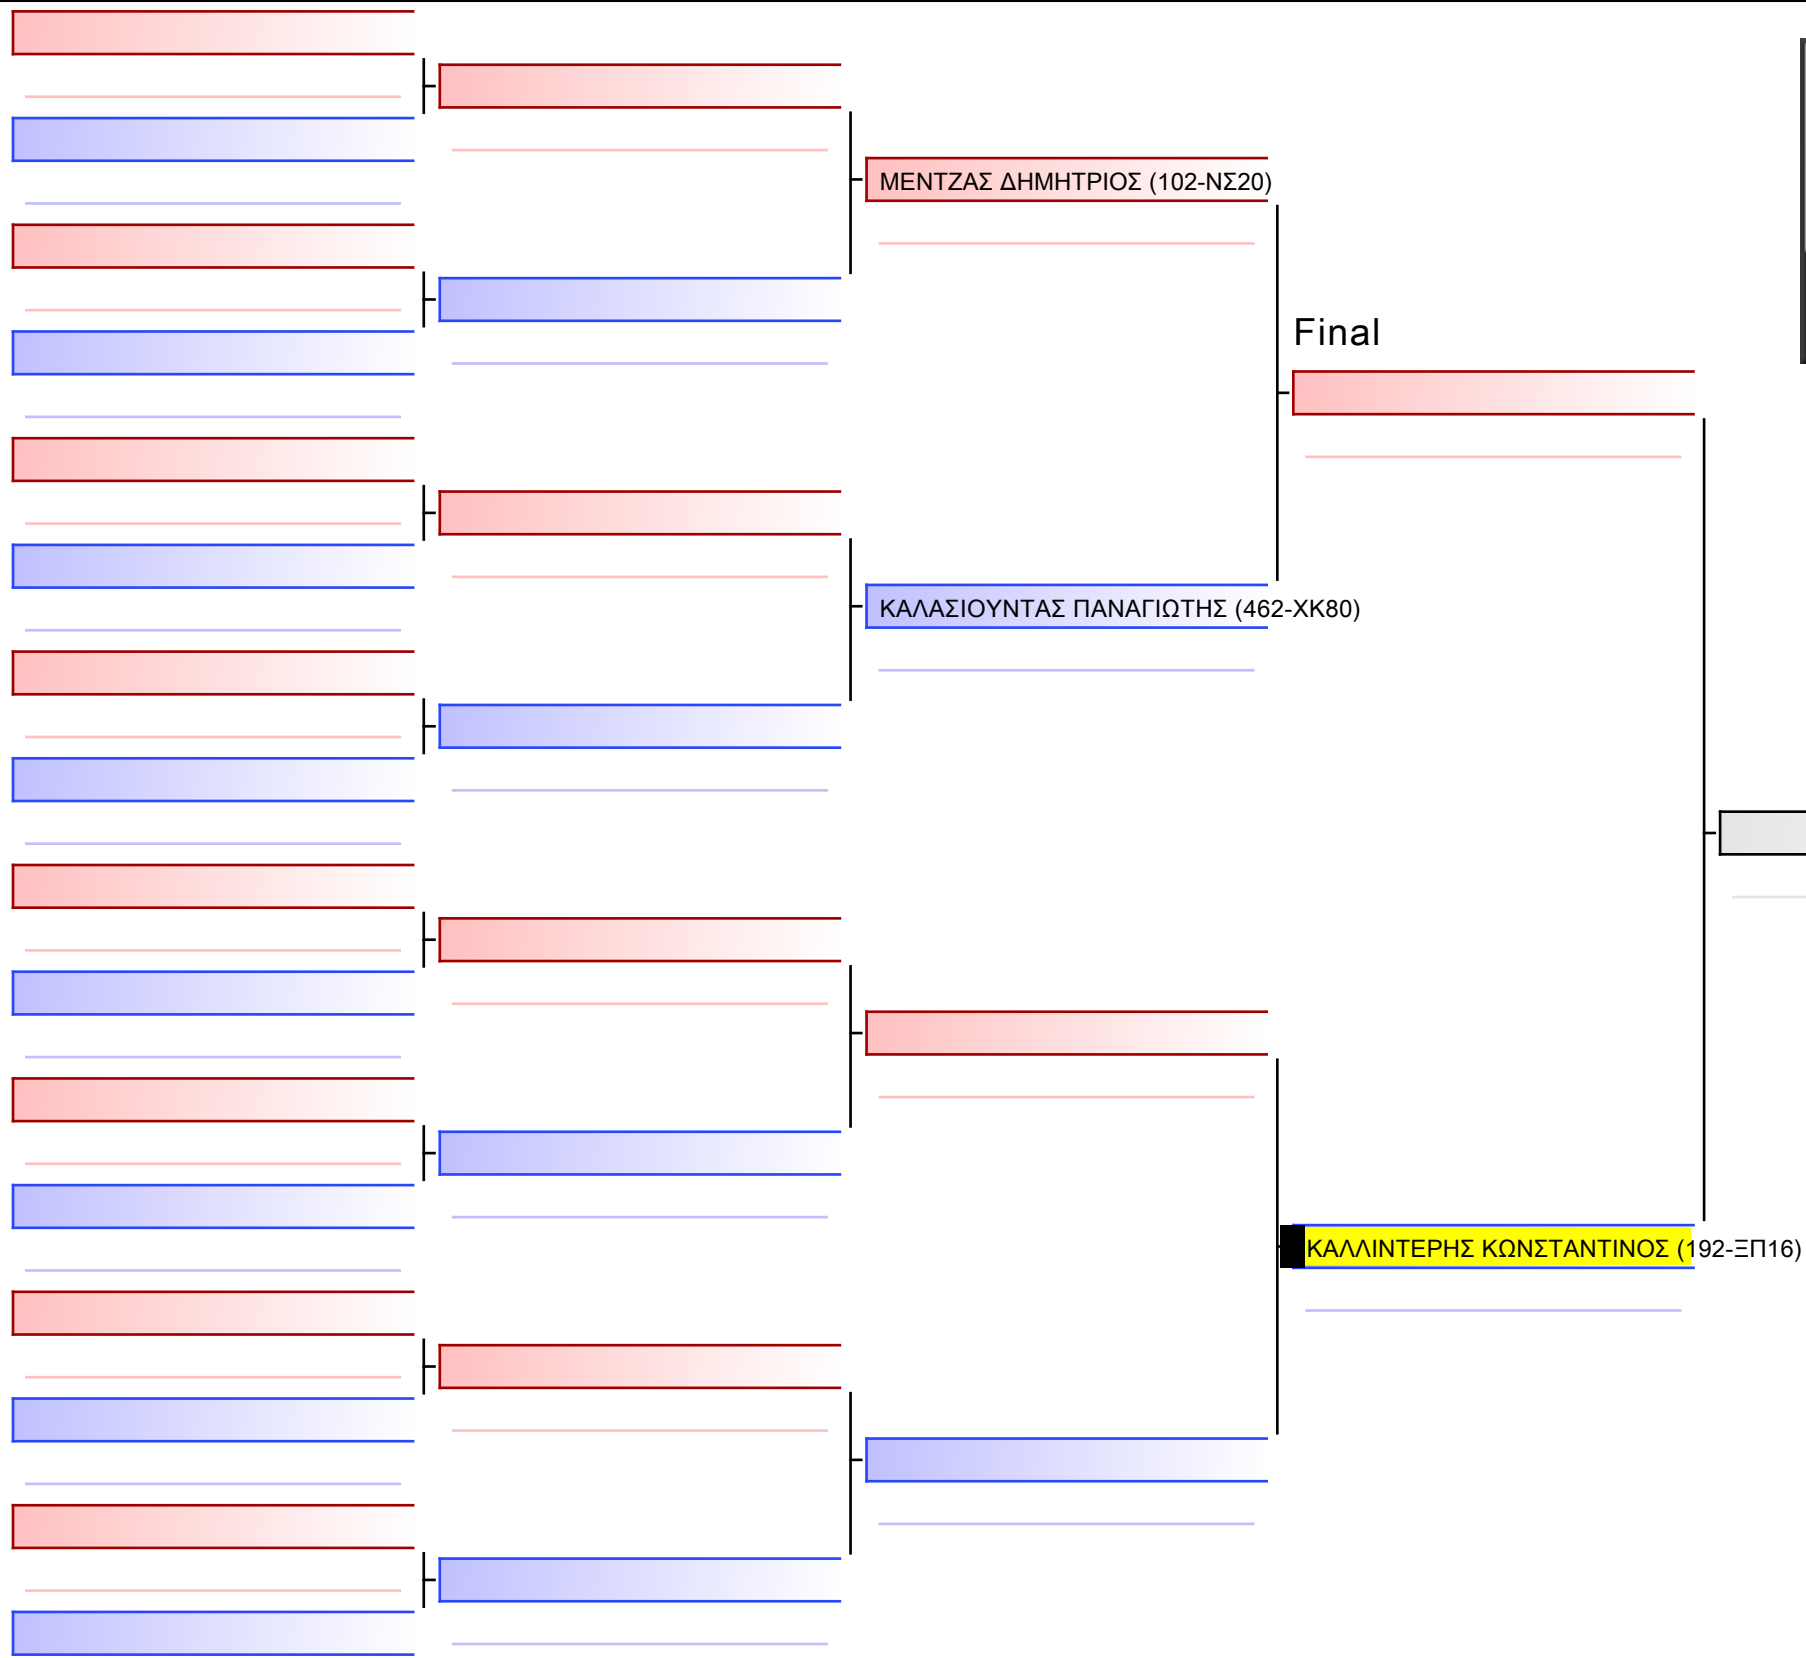 ΜΕΝΤΖΑΣ ΔΗΜΗΤΡΙΟΣ (102-ΝΣ20)
Final
ΚΑΛΑΣΙΟΥΝΤΑΣ ΠΑΝΑΓΙΩΤΗΣ (462-ΧΚ80)
ΚΑΛΛΙΝΤΕΡΗΣ ΚΩΝΣΤΑΝΤΙΝΟΣ (192-ΞΠ16)